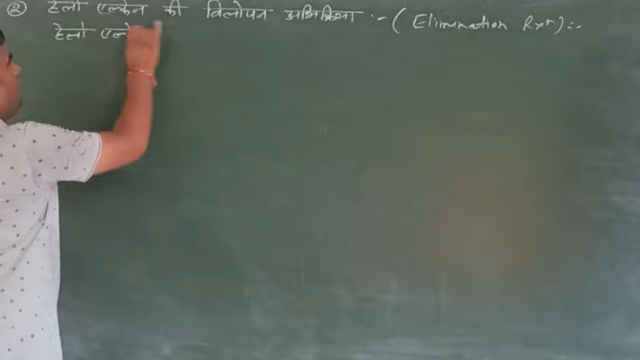 ② हैलो एल्केन की विलोपन अभिक्रिया :- ( Elimination Rxn) :-
हैलो एल्के